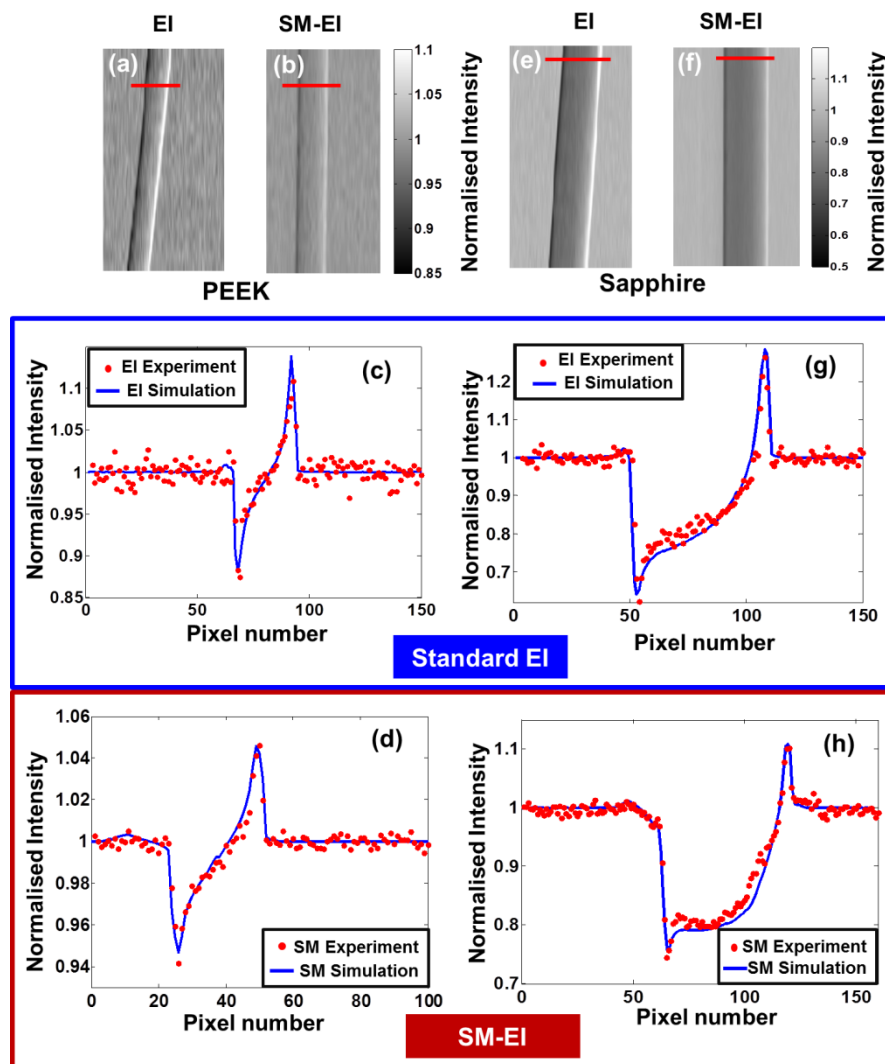 EI SM-EI EI SM-EI
(a) (b) (e) (f)
1.1
1.05
1
0.95
0.9
0.85
Normalised Intensity
1.1
1
0.9
0.8
0.7
0.6
0.5
Normalised Intensity
PEEK Sapphire
EI Experiment
EI Simulation
(c)
1.1
1.05
1
0.95
0.9
0.85
0 50 100 150
Normalised Intensity
Pixel number
EI Experiment
EI Simulation
(g)
1.2
1.1
1
0.9
0.8
0.7
0 50 100 150
Normalised Intensity
Pixel number
Standard EI
(d)
1.06
1.04
1.02
1
0.98
0.96
0.94
0 20 40 60 80 100
Normalised Intensity
Pixel number
SM Experiment
SM Simulation
(h)
1.1
1
0.9
0.8
0.7
0 50 100 150
Normalised Intensity
Pixel number
SM Experiment
SM Simulation
SM-EI